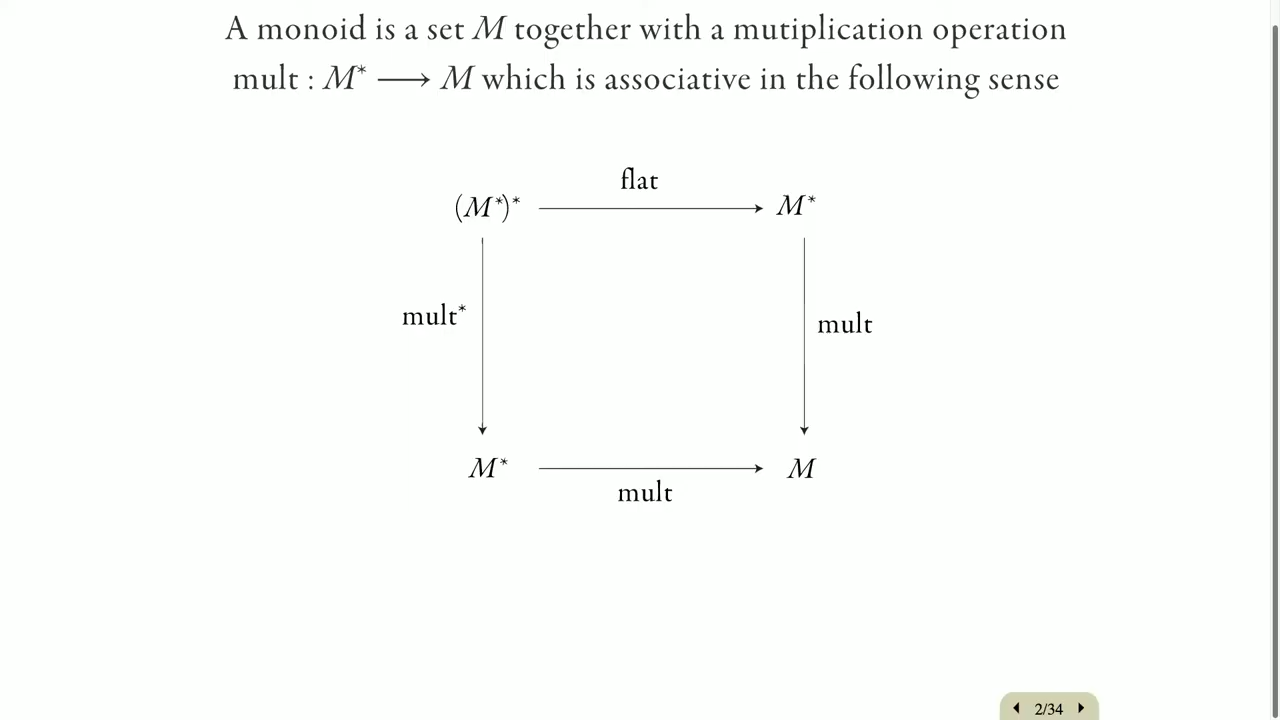 A monoid is a set M together with a mutiplication operation
mult : M* ⟶ M which is associative in the following sense
flat
(M*)*
M*
mult*
mult
M*
M
mult
2/34